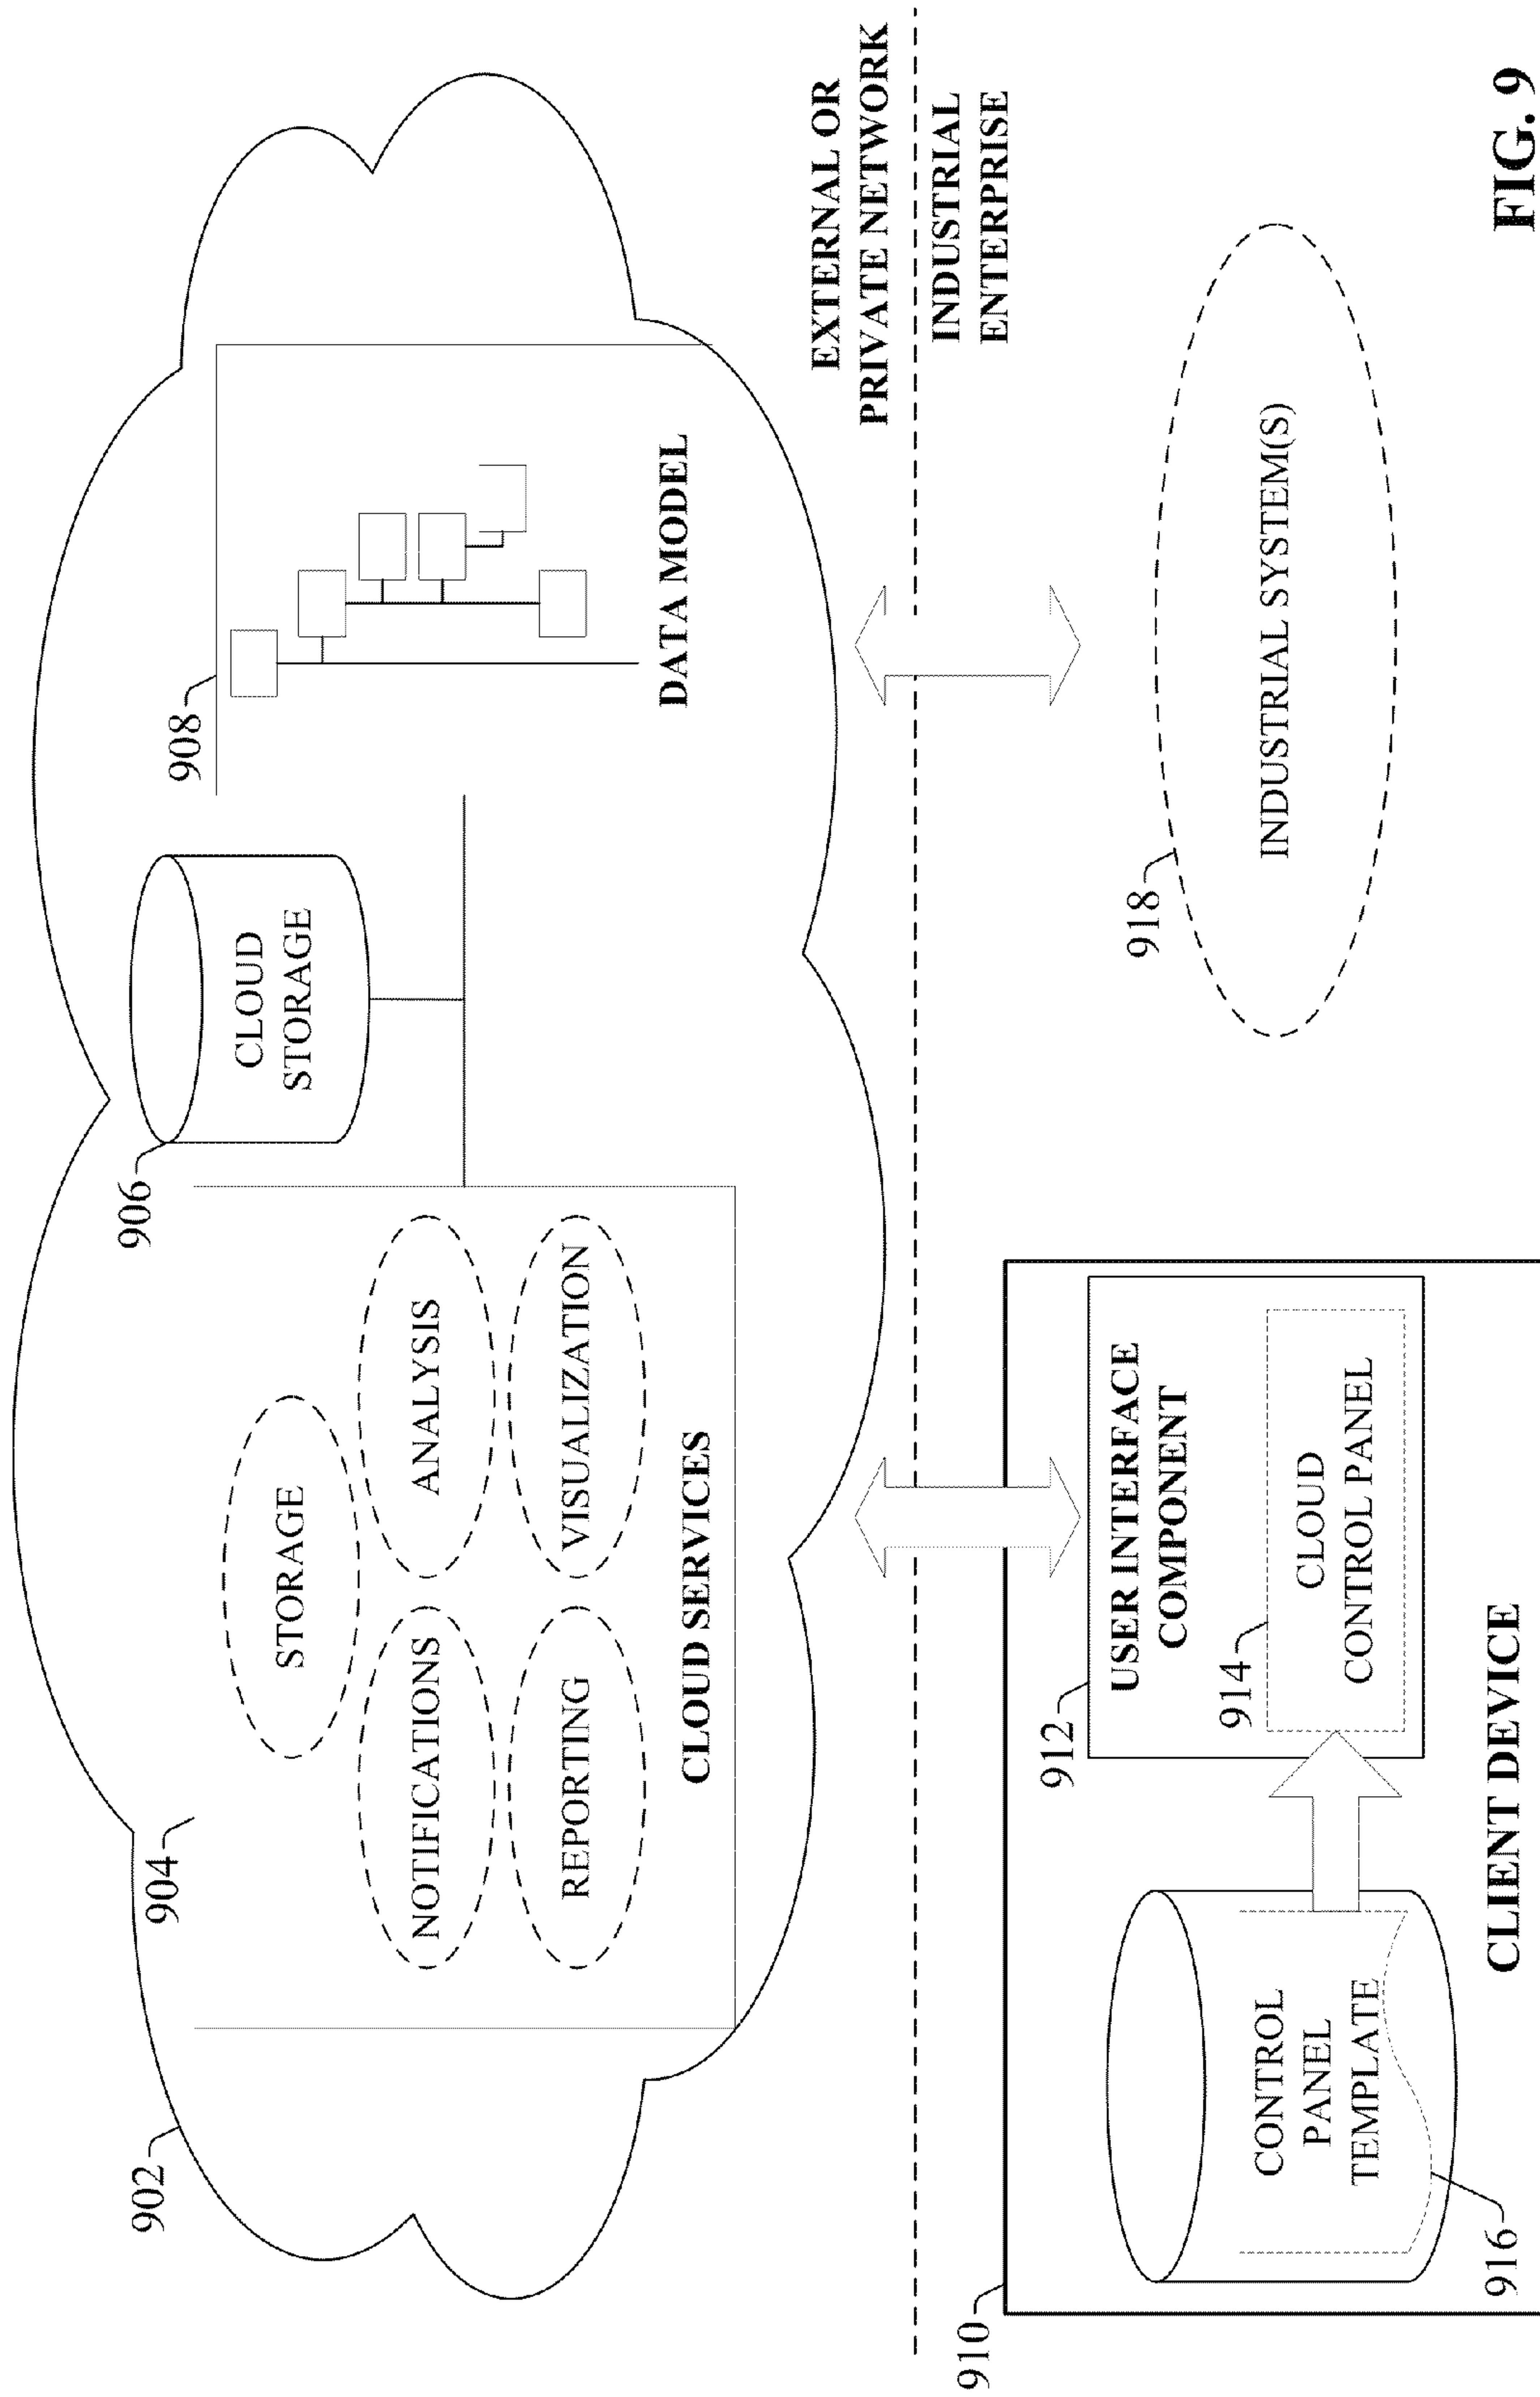 902
904
STORAGE
NOTIFICATIONS
ANALYSIS
REPORTING
VISUALIZATION
CLOUD SERVICES
906
CLOUD
STORAGE
908
DATA MODEL
EXTERNAL OR
PRIVATE NETWORK
INDUSTRIAL
ENTERPRISE
910
CONTROL
PANEL
TEMPLATE
916
912
USER INTERFACE
COMPONENT
914
CLOUD
CONTROL PANEL
CLIENT DEVICE
918
INDUSTRIAL SYSTEM(S)
FIG. 9